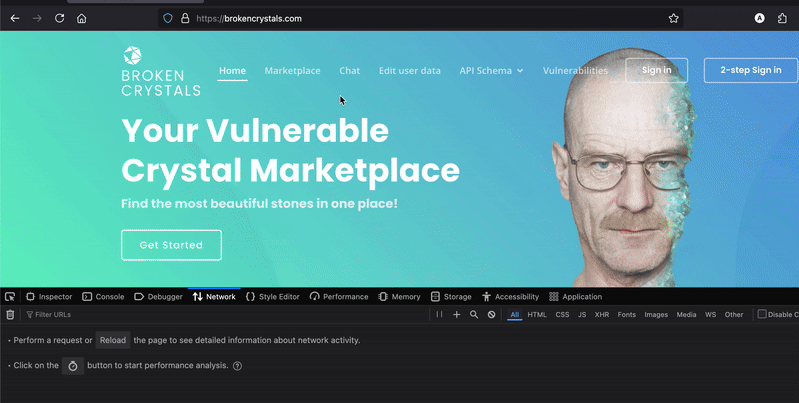 https://brokencrystals.com
A
BROKEN
CRYSTALS
Home Marketplace Chat Edit user data API Schema Vulnerabilities Sign in 2-step Sign in
Your Vulnerable
Crystal Marketplace
Find the most beautiful stones in one place!
Get Started
Inspector Console Debugger Network Style Editor Performance Memory Storage Accessibility Application
Filter URLs All HTML CSS JS XHR Fonts Images Media WS Other Disable C
• Perform a request or Reload the page to see detailed information about network activity.
• Click on the button to start performance analysis. ?